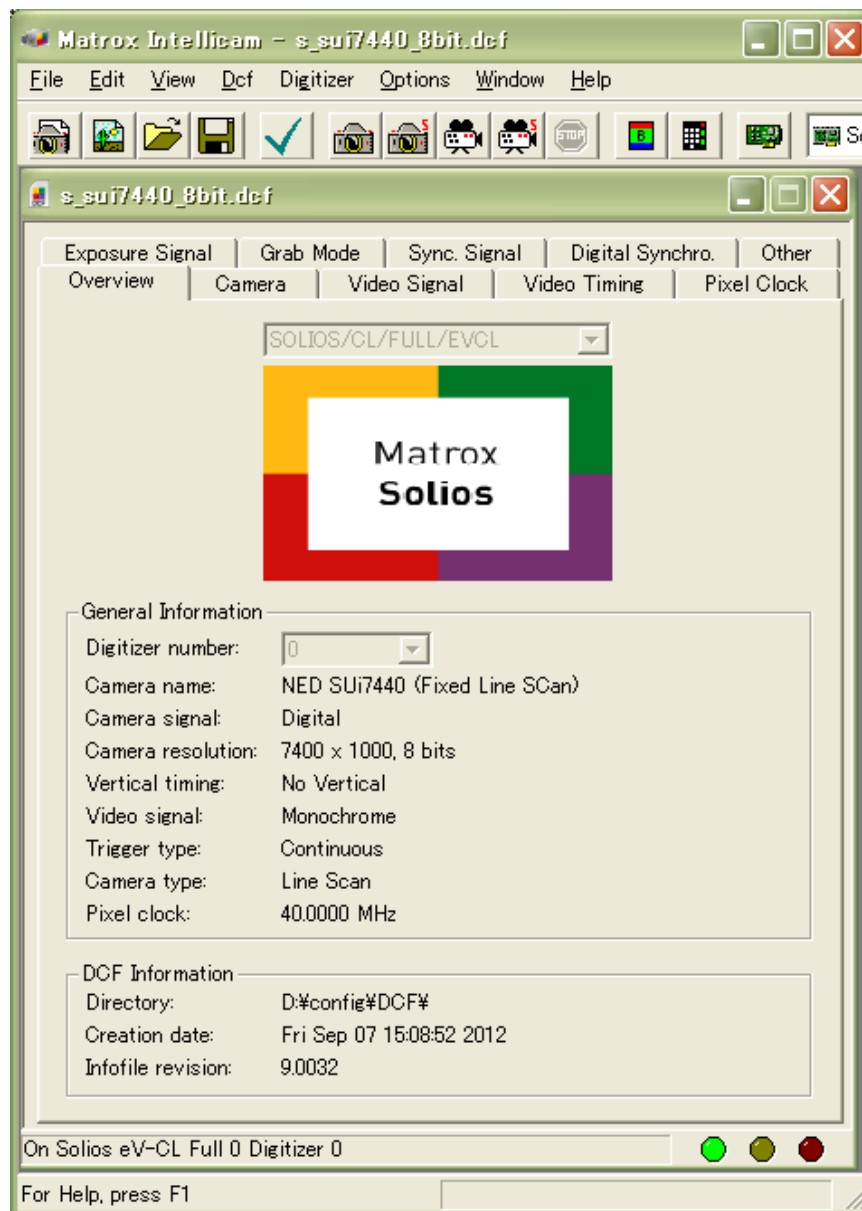 Matrox Intellicam - s_sui7440_8bit.dcf
File Edit View Dcf Digitizer Options Window Help
S STOP S B
s_sui7440_8bit.dcf
Exposure Signal Grab Mode Sync. Signal Digital Synchro. Other
Overview Camera Video Signal Video Timing Pixel Clock
SOLIOS/CL/FULL/EVCL
Matrox
Solios
General Information
Digitizer number: 0
Camera name: NED SUi7440 (Fixed Line SCan)
Camera signal: Digital
Camera resolution: 7400 x 1000, 8 bits
Vertical timing: No Vertical
Video signal: Monochrome
Trigger type: Continuous
Camera type: Line Scan
Pixel clock: 40.0000 MHz
DCF Information
Directory: D:¥config¥DCF¥
Creation date: Fri Sep 07 15:08:52 2012
Infofile revision: 9.0032
On Solios eV-CL Full 0 Digitizer 0
For Help, press F1